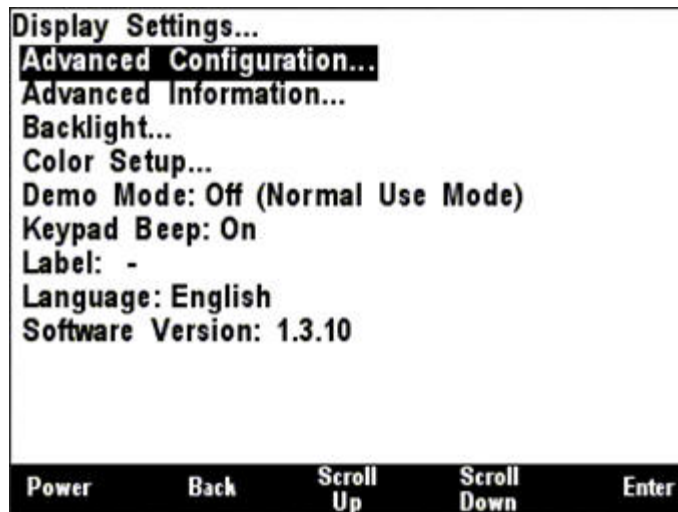 Display Settings...
Advanced Configuration...
Advanced Information...
Backlight...
Color Setup...
Demo Mode: Off (Normal Use Mode)
Keypad Beep: On
Label: -
Language: English
Software Version: 1.3.10
Power Back Scroll Up Scroll Down Enter